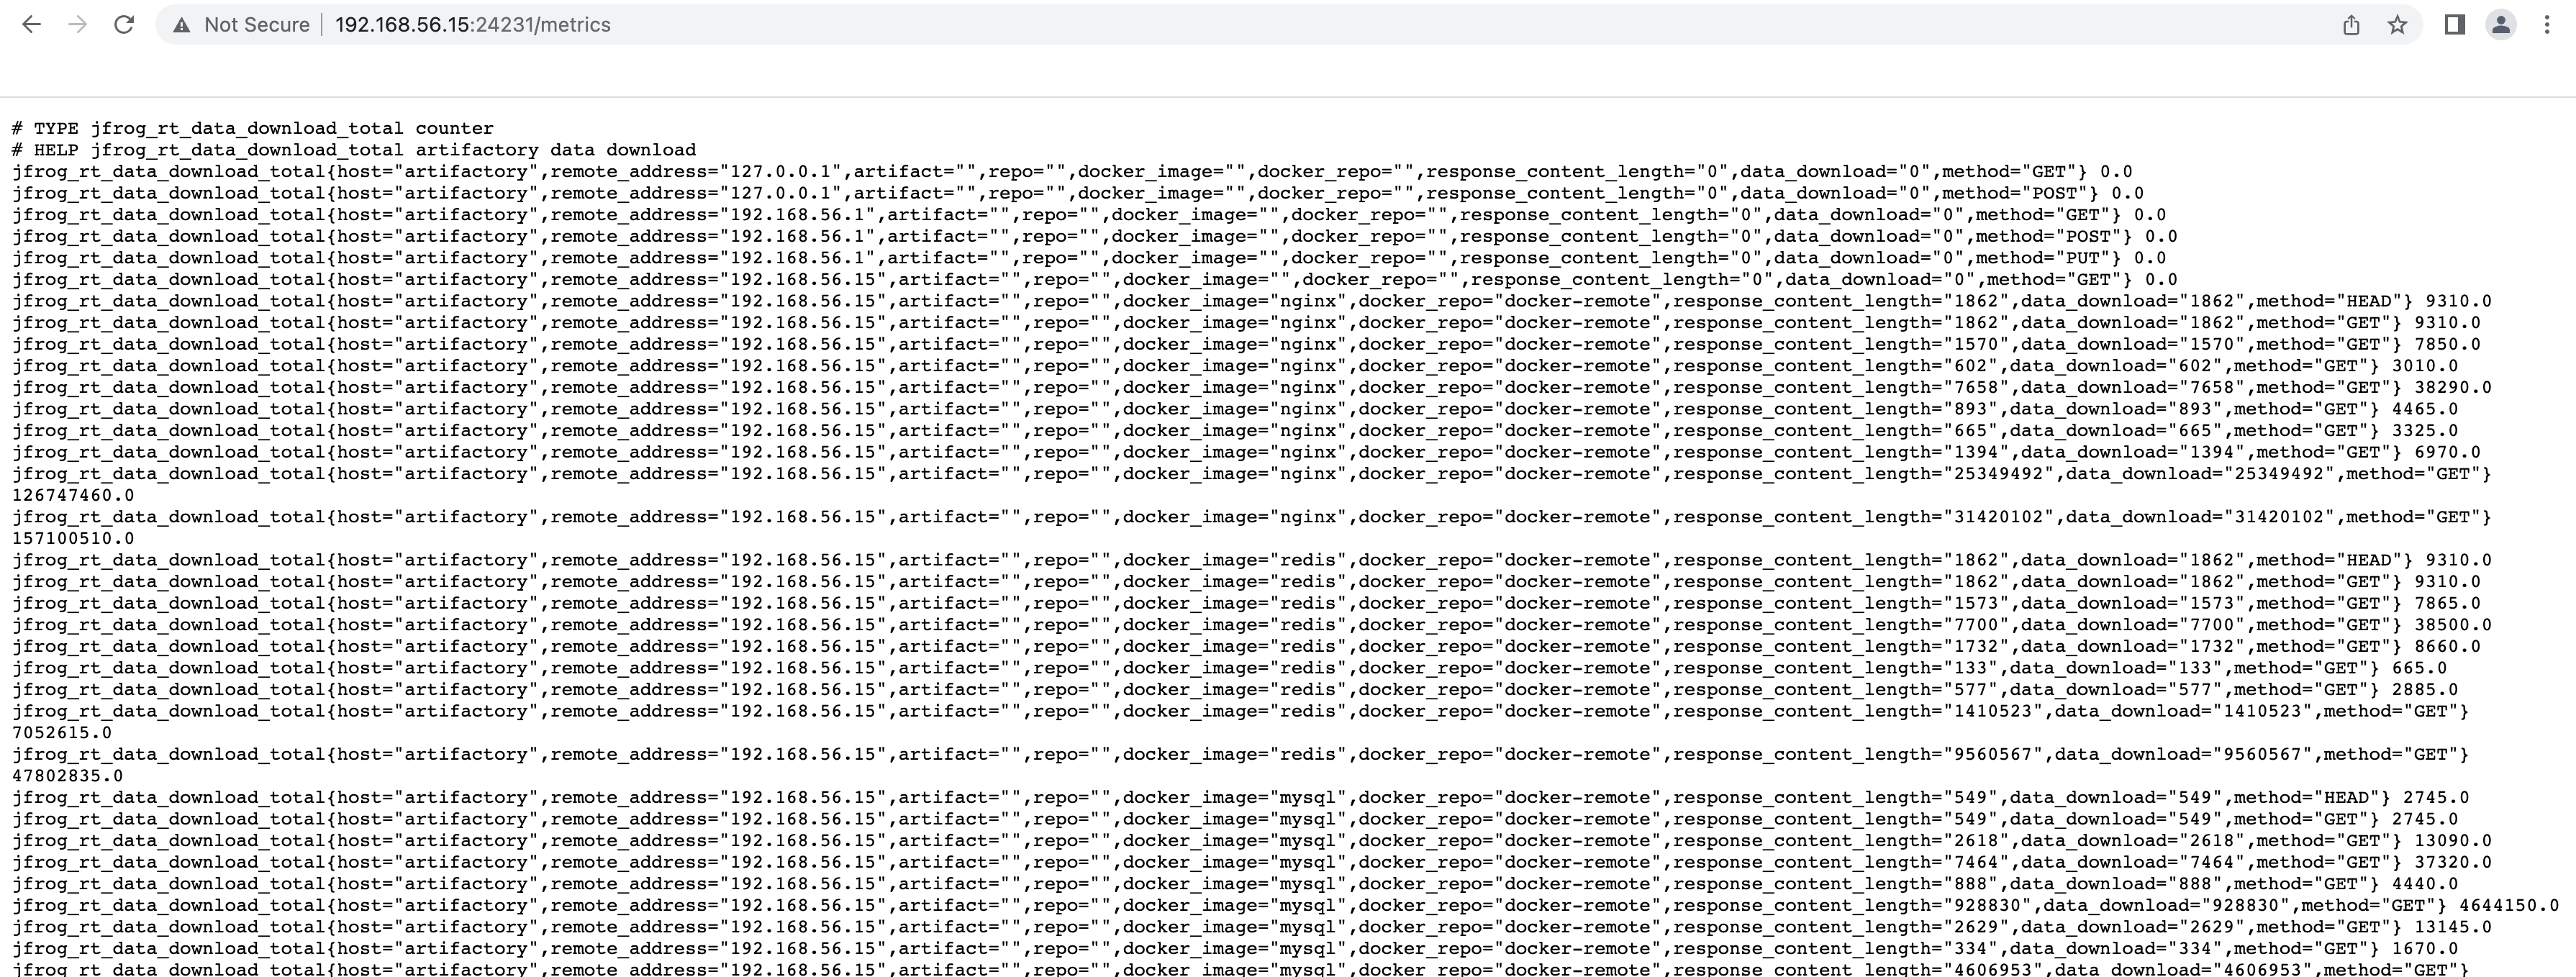 Not Secure 192.168.56.15:24231/metrics
# TYPE jfrog_rt_data_download_total counter
# HELP jfrog_rt_data_download_total artifactory data download
jfrog_rt_data_download_total{host="artifactory",remote_address="127.0.0.1",artifact="",repo="",docker_image="",docker_repo="",response_content_length="0",data_download="0",method="GET"} 0.0
jfrog_rt_data_download_total{host="artifactory",remote_address="127.0.0.1",artifact="",repo="",docker_image="",docker_repo="",response_content_length="0",data_download="0",method="POST"} 0.0
jfrog_rt_data_download_total{host="artifactory",remote_address="192.168.56.1",artifact="",repo="",docker_image="",docker_repo="",response_content_length="0",data_download="0",method="GET"} 0.0
jfrog_rt_data_download_total{host="artifactory",remote_address="192.168.56.1",artifact="",repo="",docker_image="",docker_repo="",response_content_length="0",data_download="0",method="POST"} 0.0
jfrog_rt_data_download_total{host="artifactory",remote_address="192.168.56.1",artifact="",repo="",docker_image="",docker_repo="",response_content_length="0",data_download="0",method="PUT"} 0.0
jfrog_rt_data_download_total{host="artifactory",remote_address="192.168.56.15",artifact="",repo="",docker_image="",docker_repo="",response_content_length="0",data_download="0",method="GET"} 0.0
jfrog_rt_data_download_total{host="artifactory",remote_address="192.168.56.15",artifact="",repo="",docker_image="nginx",docker_repo="docker-remote",response_content_length="1862",data_download="1862",method="HEAD"} 9310.0
jfrog_rt_data_download_total{host="artifactory",remote_address="192.168.56.15",artifact="",repo="",docker_image="nginx",docker_repo="docker-remote",response_content_length="1862",data_download="1862",method="GET"} 9310.0
jfrog_rt_data_download_total{host="artifactory",remote_address="192.168.56.15",artifact="",repo="",docker_image="nginx",docker_repo="docker-remote",response_content_length="1570",data_download="1570",method="GET"} 7850.0
jfrog_rt_data_download_total{host="artifactory",remote_address="192.168.56.15",artifact="",repo="",docker_image="nginx",docker_repo="docker-remote",response_content_length="602",data_download="602",method="GET"} 3010.0
jfrog_rt_data_download_total{host="artifactory",remote_address="192.168.56.15",artifact="",repo="",docker_image="nginx",docker_repo="docker-remote",response_content_length="7658",data_download="7658",method="GET"} 38290.0
jfrog_rt_data_download_total{host="artifactory",remote_address="192.168.56.15",artifact="",repo="",docker_image="nginx",docker_repo="docker-remote",response_content_length="893",data_download="893",method="GET"} 4465.0
jfrog_rt_data_download_total{host="artifactory",remote_address="192.168.56.15",artifact="",repo="",docker_image="nginx",docker_repo="docker-remote",response_content_length="665",data_download="665",method="GET"} 3325.0
jfrog_rt_data_download_total{host="artifactory",remote_address="192.168.56.15",artifact="",repo="",docker_image="nginx",docker_repo="docker-remote",response_content_length="1394",data_download="1394",method="GET"} 6970.0
jfrog_rt_data_download_total{host="artifactory",remote_address="192.168.56.15",artifact="",repo="",docker_image="nginx",docker_repo="docker-remote",response_content_length="25349492",data_download="25349492",method="GET"}
126747460.0
jfrog_rt_data_download_total{host="artifactory",remote_address="192.168.56.15",artifact="",repo="",docker_image="nginx",docker_repo="docker-remote",response_content_length="31420102",data_download="31420102",method="GET"}
157100510.0
jfrog_rt_data_download_total{host="artifactory",remote_address="192.168.56.15",artifact="",repo="",docker_image="redis",docker_repo="docker-remote",response_content_length="1862",data_download="1862",method="HEAD"} 9310.0
jfrog_rt_data_download_total{host="artifactory",remote_address="192.168.56.15",artifact="",repo="",docker_image="redis",docker_repo="docker-remote",response_content_length="1862",data_download="1862",method="GET"} 9310.0
jfrog_rt_data_download_total{host="artifactory",remote_address="192.168.56.15",artifact="",repo="",docker_image="redis",docker_repo="docker-remote",response_content_length="1573",data_download="1573",method="GET"} 7865.0
jfrog_rt_data_download_total{host="artifactory",remote_address="192.168.56.15",artifact="",repo="",docker_image="redis",docker_repo="docker-remote",response_content_length="7700",data_download="7700",method="GET"} 38500.0
jfrog_rt_data_download_total{host="artifactory",remote_address="192.168.56.15",artifact="",repo="",docker_image="redis",docker_repo="docker-remote",response_content_length="1732",data_download="1732",method="GET"} 8660.0
jfrog_rt_data_download_total{host="artifactory",remote_address="192.168.56.15",artifact="",repo="",docker_image="redis",docker_repo="docker-remote",response_content_length="133",data_download="133",method="GET"} 665.0
jfrog_rt_data_download_total{host="artifactory",remote_address="192.168.56.15",artifact="",repo="",docker_image="redis",docker_repo="docker-remote",response_content_length="577",data_download="577",method="GET"} 2885.0
jfrog_rt_data_download_total{host="artifactory",remote_address="192.168.56.15",artifact="",repo="",docker_image="redis",docker_repo="docker-remote",response_content_length="1410523",data_download="1410523",method="GET"}
7052615.0
jfrog_rt_data_download_total{host="artifactory",remote_address="192.168.56.15",artifact="",repo="",docker_image="redis",docker_repo="docker-remote",response_content_length="9560567",data_download="9560567",method="GET"}
47802835.0
jfrog_rt_data_download_total{host="artifactory",remote_address="192.168.56.15",artifact="",repo="",docker_image="mysql",docker_repo="docker-remote",response_content_length="549",data_download="549",method="HEAD"} 2745.0
jfrog_rt_data_download_total{host="artifactory",remote_address="192.168.56.15",artifact="",repo="",docker_image="mysql",docker_repo="docker-remote",response_content_length="549",data_download="549",method="GET"} 2745.0
jfrog_rt_data_download_total{host="artifactory",remote_address="192.168.56.15",artifact="",repo="",docker_image="mysql",docker_repo="docker-remote",response_content_length="2618",data_download="2618",method="GET"} 13090.0
jfrog_rt_data_download_total{host="artifactory",remote_address="192.168.56.15",artifact="",repo="",docker_image="mysql",docker_repo="docker-remote",response_content_length="7464",data_download="7464",method="GET"} 37320.0
jfrog_rt_data_download_total{host="artifactory",remote_address="192.168.56.15",artifact="",repo="",docker_image="mysql",docker_repo="docker-remote",response_content_length="888",data_download="888",method="GET"} 4440.0
jfrog_rt_data_download_total{host="artifactory",remote_address="192.168.56.15",artifact="",repo="",docker_image="mysql",docker_repo="docker-remote",response_content_length="928830",data_download="928830",method="GET"} 4644150.0
jfrog_rt_data_download_total{host="artifactory",remote_address="192.168.56.15",artifact="",repo="",docker_image="mysql",docker_repo="docker-remote",response_content_length="2629",data_download="2629",method="GET"} 13145.0
jfrog_rt_data_download_total{host="artifactory",remote_address="192.168.56.15",artifact="",repo="",docker_image="mysql",docker_repo="docker-remote",response_content_length="334",data_download="334",method="GET"} 1670.0
jfrog_rt_data_download_total{host="artifactory",remote_address="192.168.56.15",artifact="",repo="",docker_image="mysql",docker_repo="docker-remote",response_content_length="4606953",data_download="4606953",method="GET"}